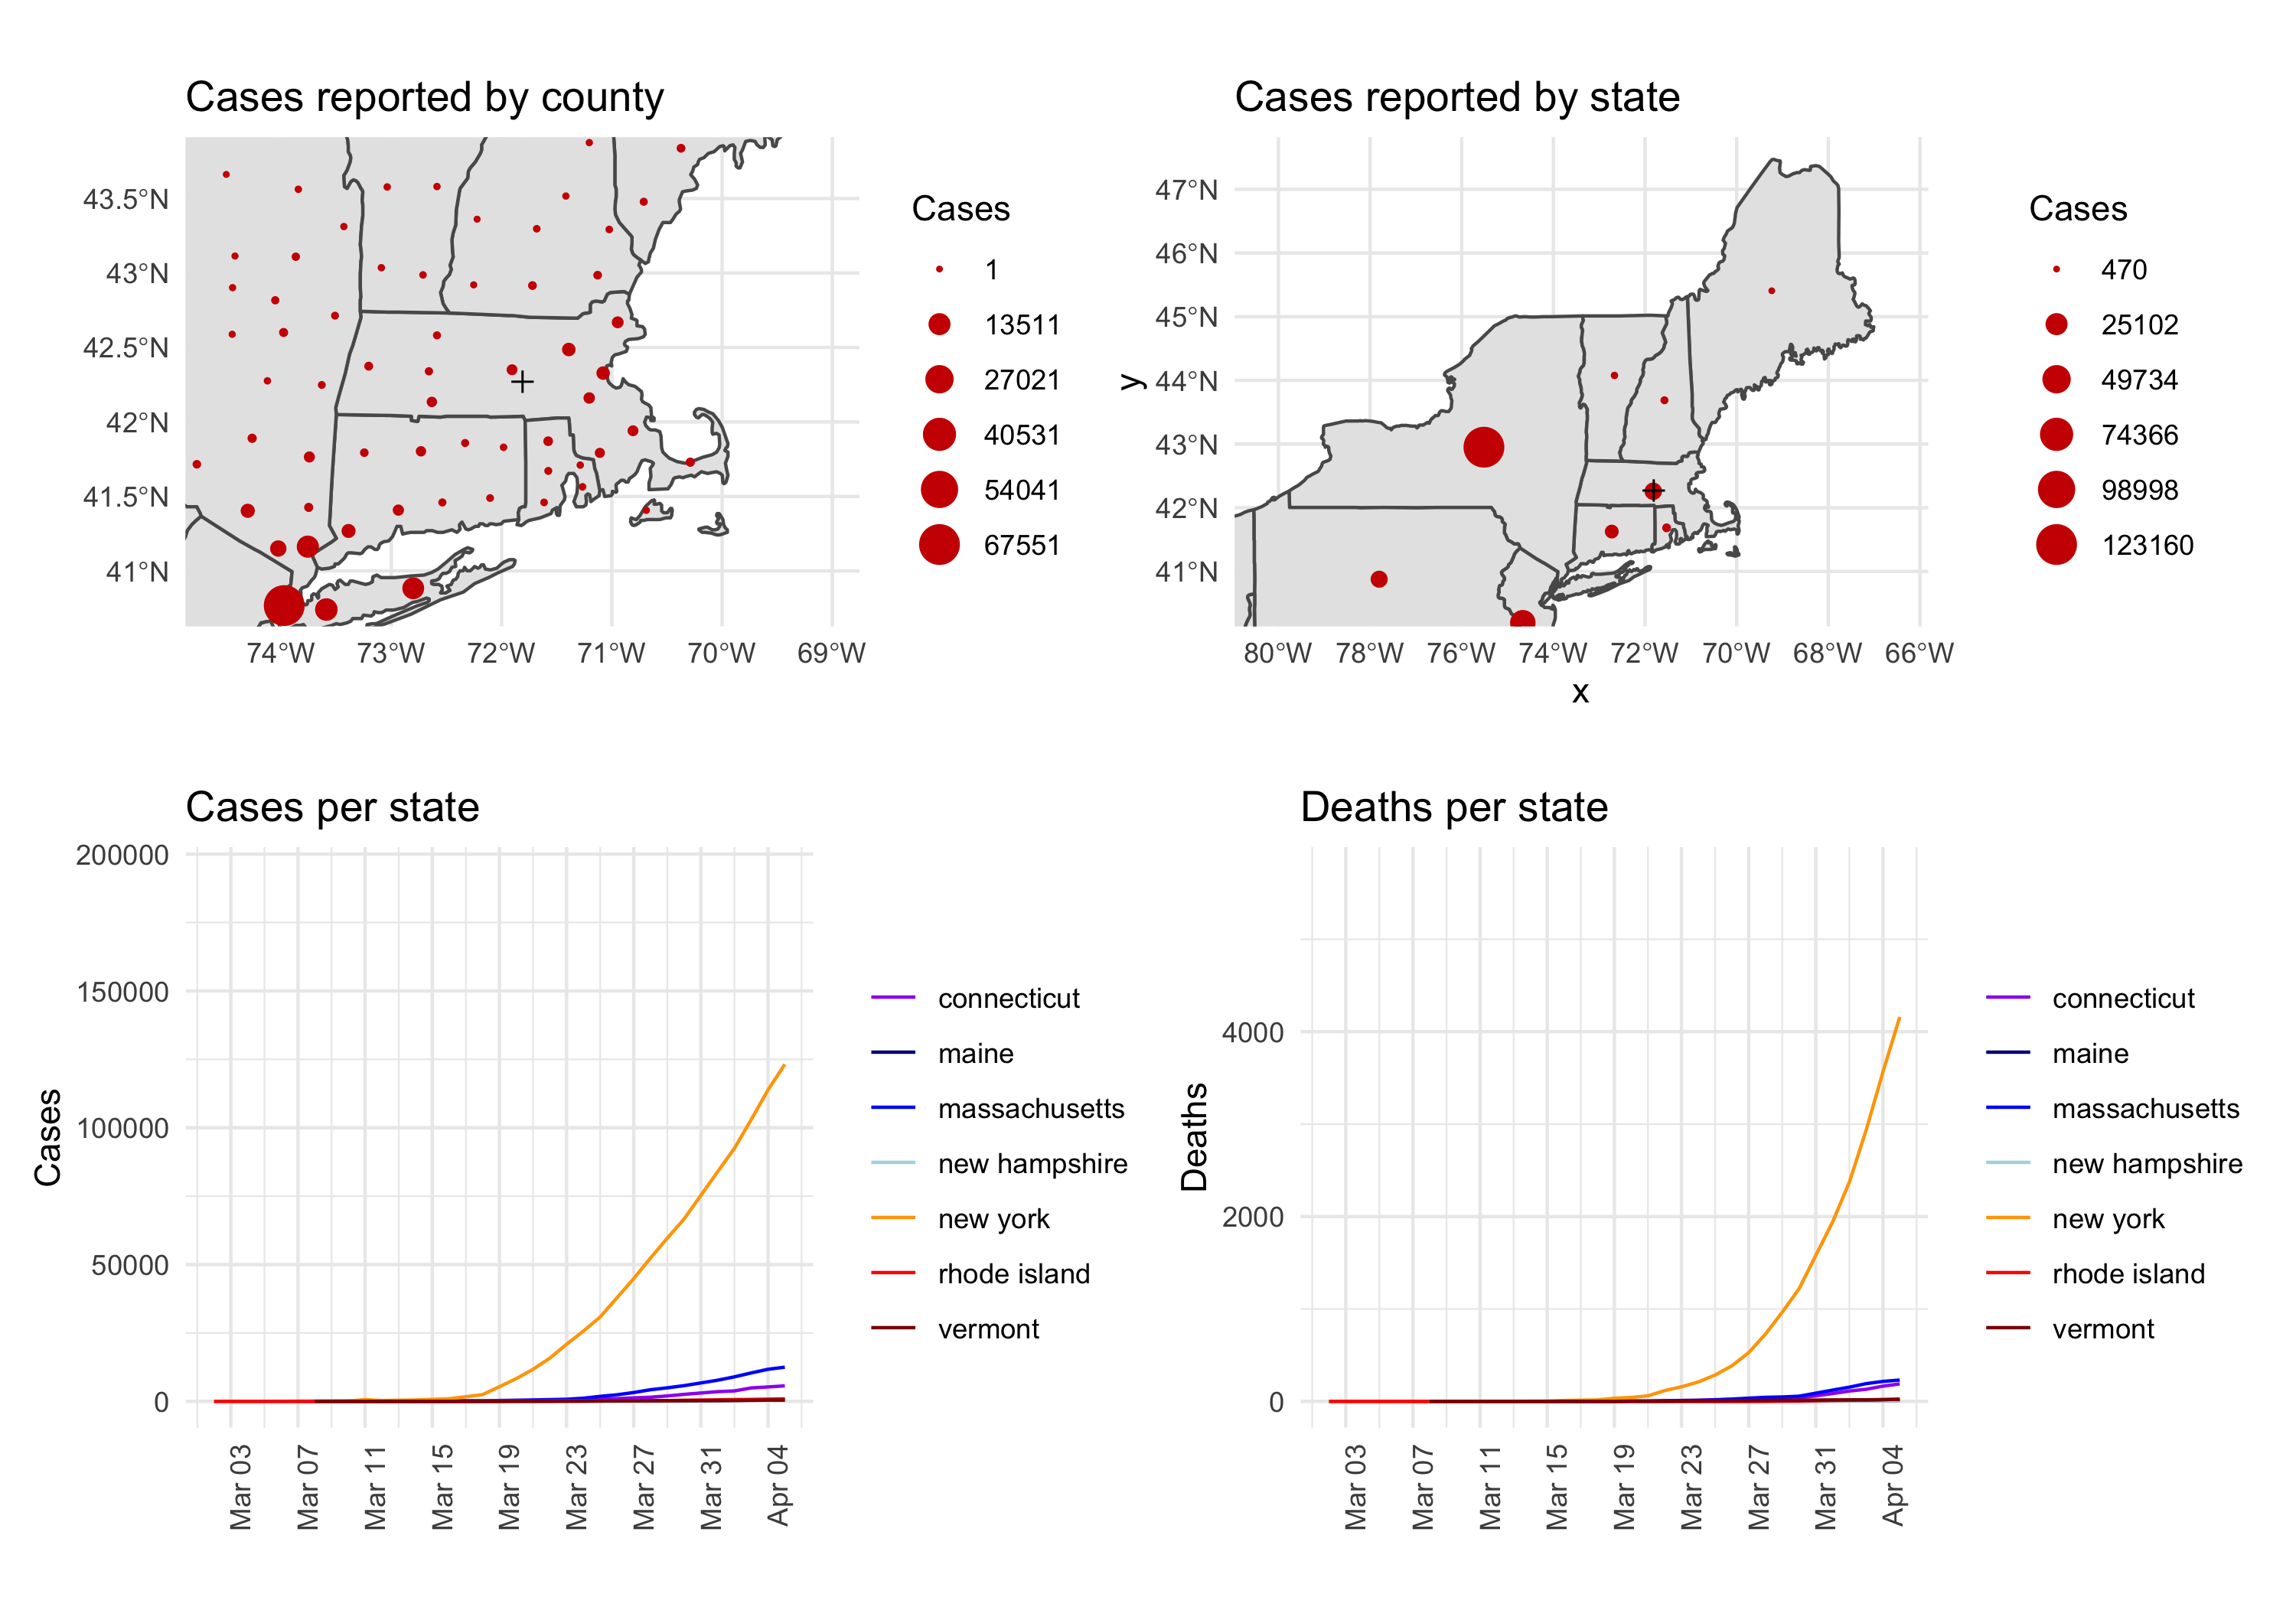 Cases reported by county
43.5°N
43°N
42.5°N
42°N
41.5°N
41°N
74°W 73°W 72°W 71°W 70°W 69°W
Cases
1
13511
27021
40531
54041
67551
Cases reported by state
y
47°N
46°N
45°N
44°N
43°N
42°N
41°N
80°W 78°W 76°W 74°W 72°W 70°W 68°W 66°W
x
Cases
470
25102
49734
74366
98998
123160
Cases per state
Cases
200000
150000
100000
50000
0
Mar 03
Mar 07
Mar 11
Mar 15
Mar 19
Mar 23
Mar 27
Mar 31
Apr 04
connecticut
maine
massachusetts
new hampshire
new york
rhode island
vermont
Deaths per state
Deaths
4000
2000
0
Mar 03
Mar 07
Mar 11
Mar 15
Mar 19
Mar 23
Mar 27
Mar 31
Apr 04
connecticut
maine
massachusetts
new hampshire
new york
rhode island
vermont